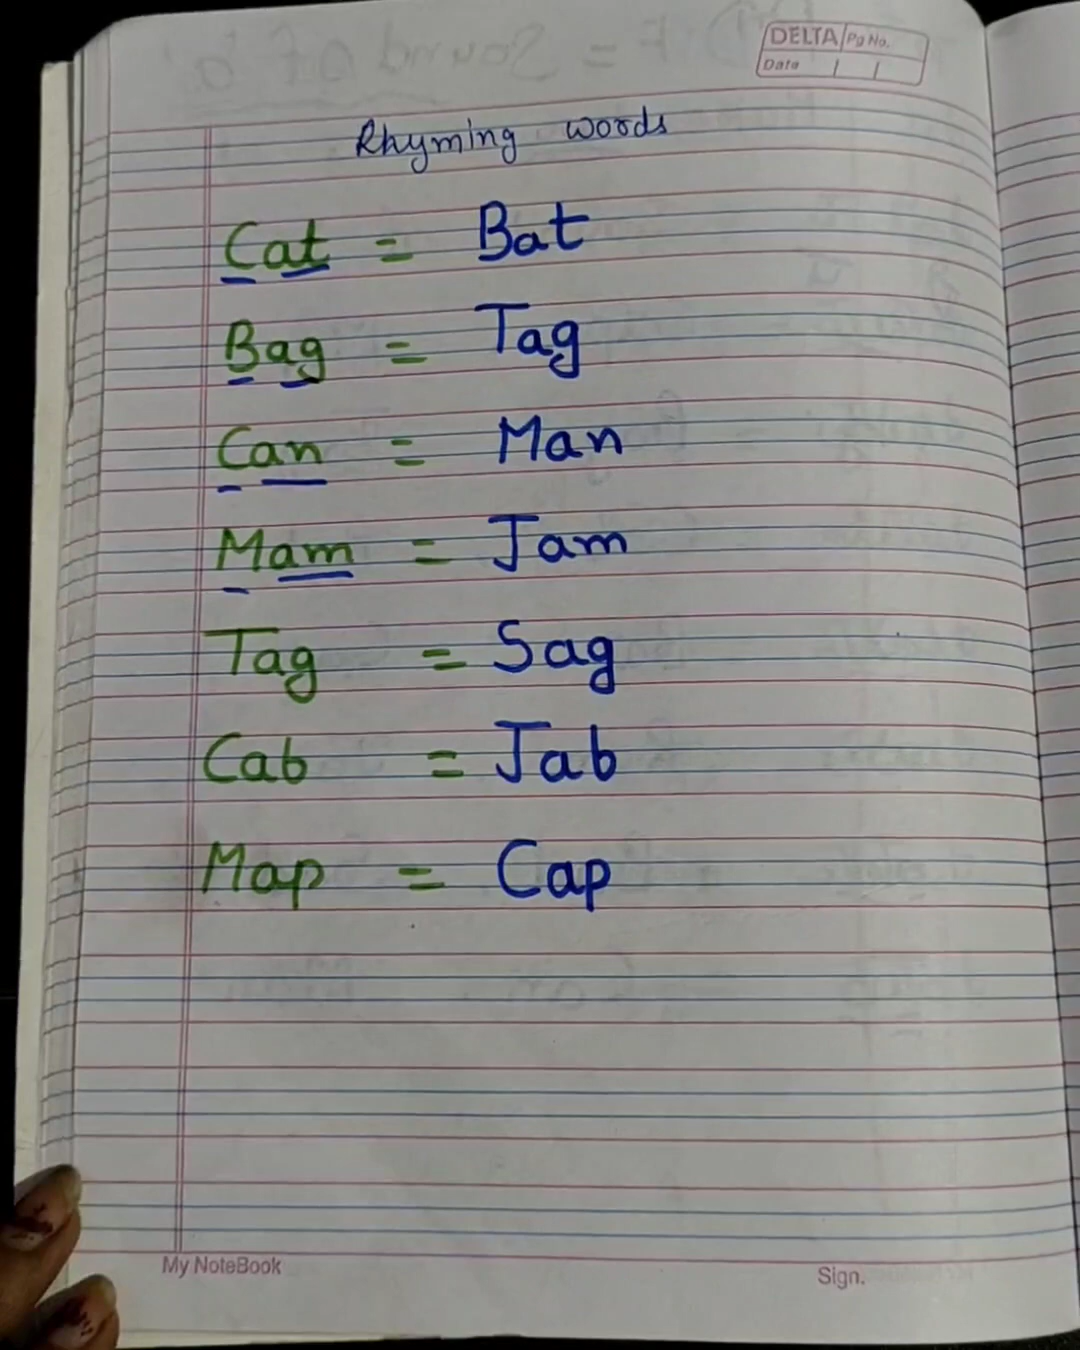 DELTA Pg No.
Date
Rhyming words
Cat = Bat
Bag = Tag
Can = Man
Mam = Jam
Tag = Sag
Cab = Jab
Map = Cap
My NoteBook
Sign.